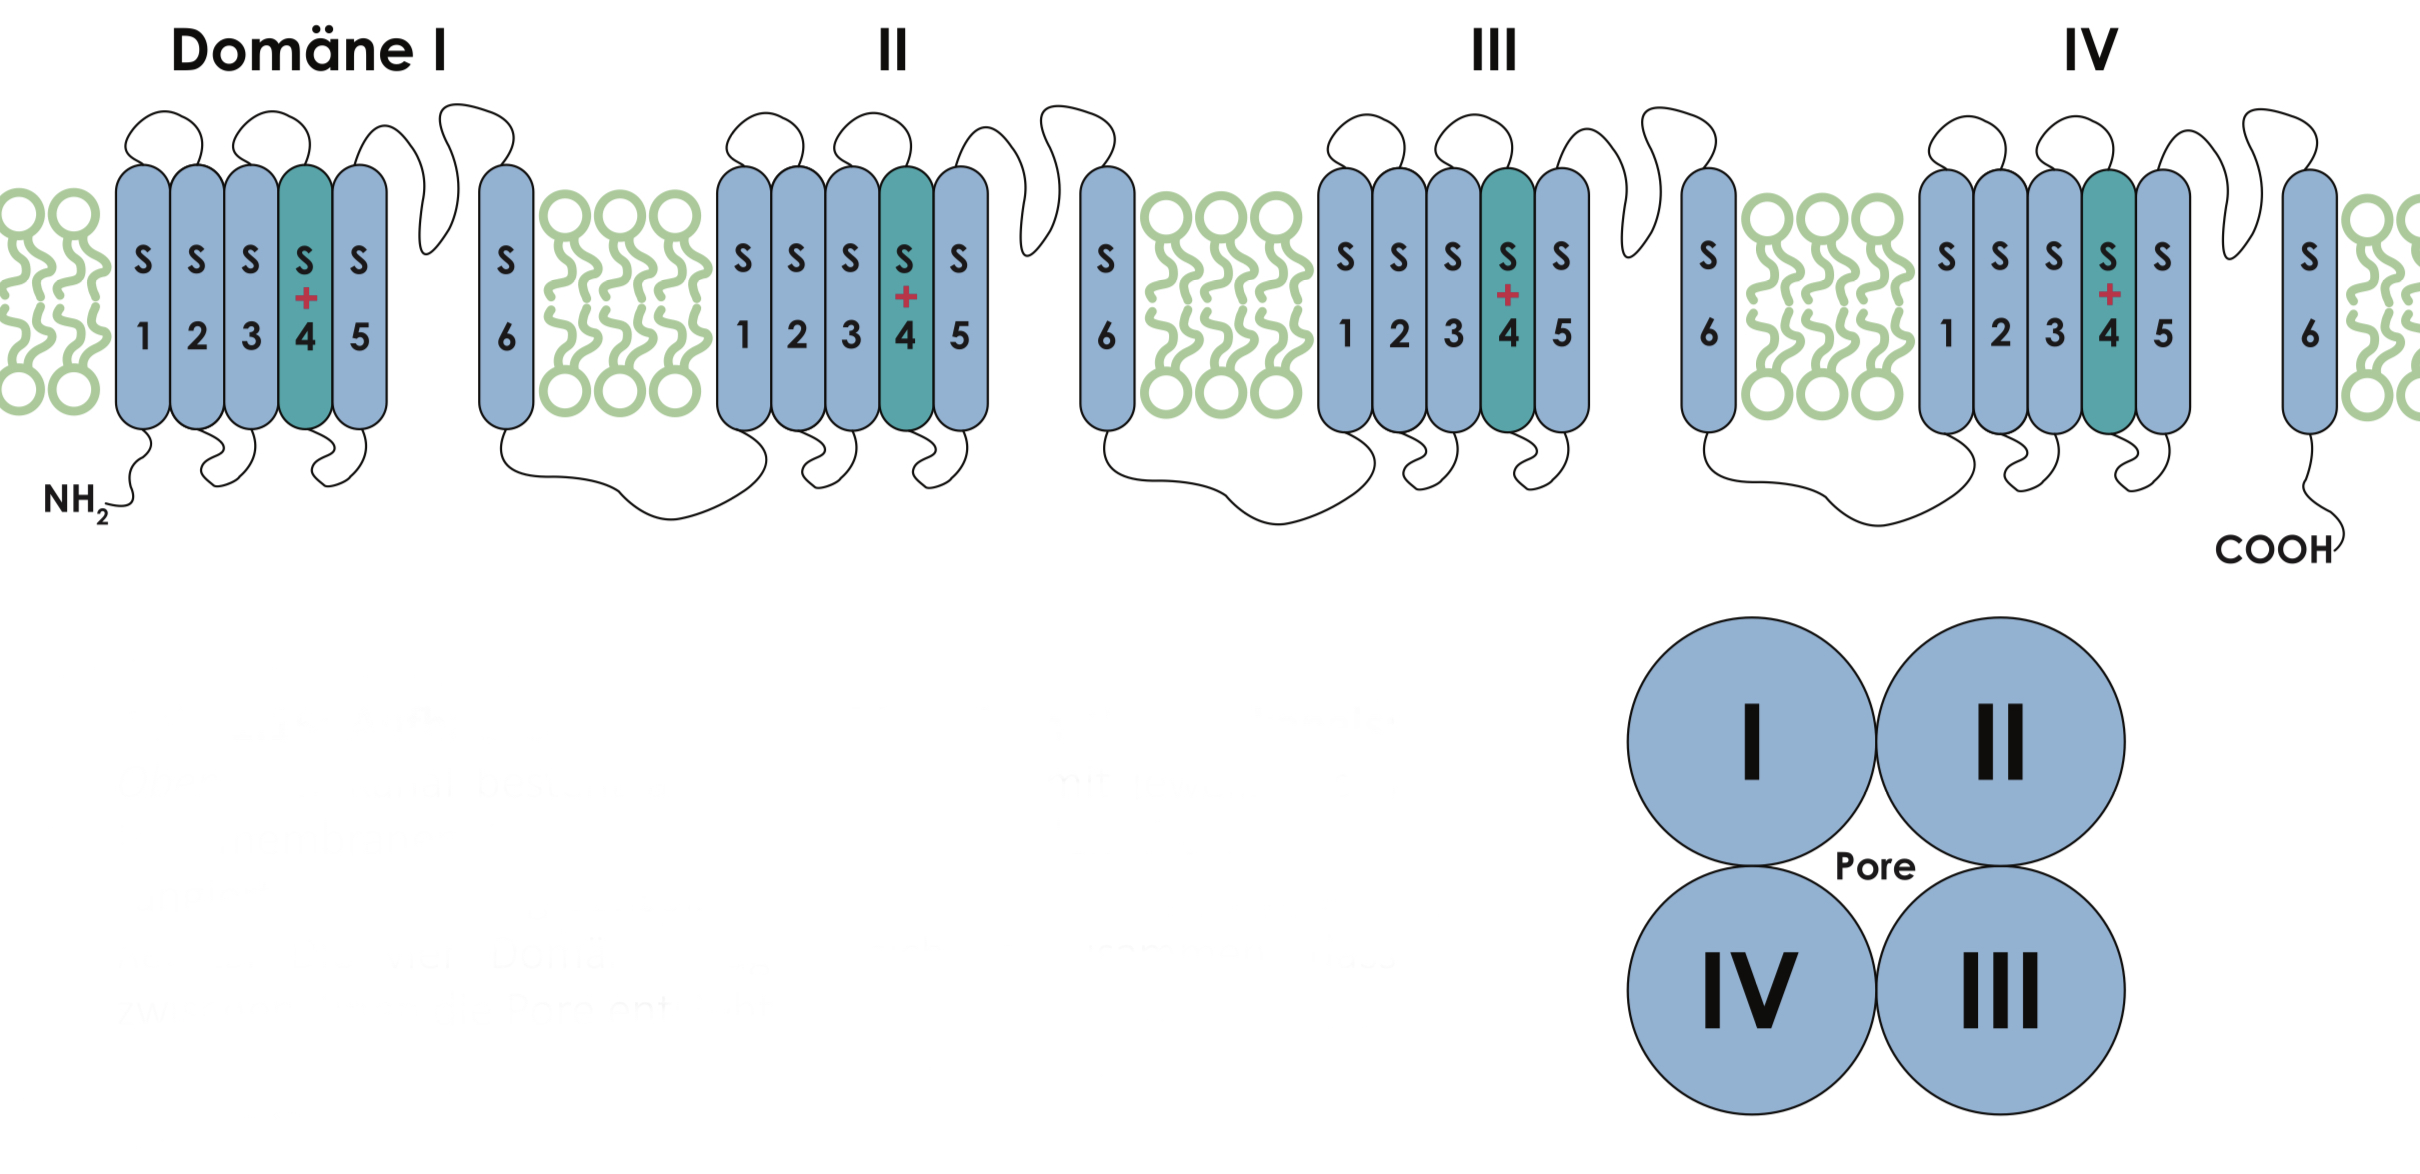 Domäne I II III IV
S S S S S S S S S S S S S S S S S S S S S S S S
+ + + +
1 2 3 4 5 6 1 2 3 4 5 6 1 2 3 4 5 6 1 2 3 4 5 6
NH2
COOH
I II
Pore
IV III